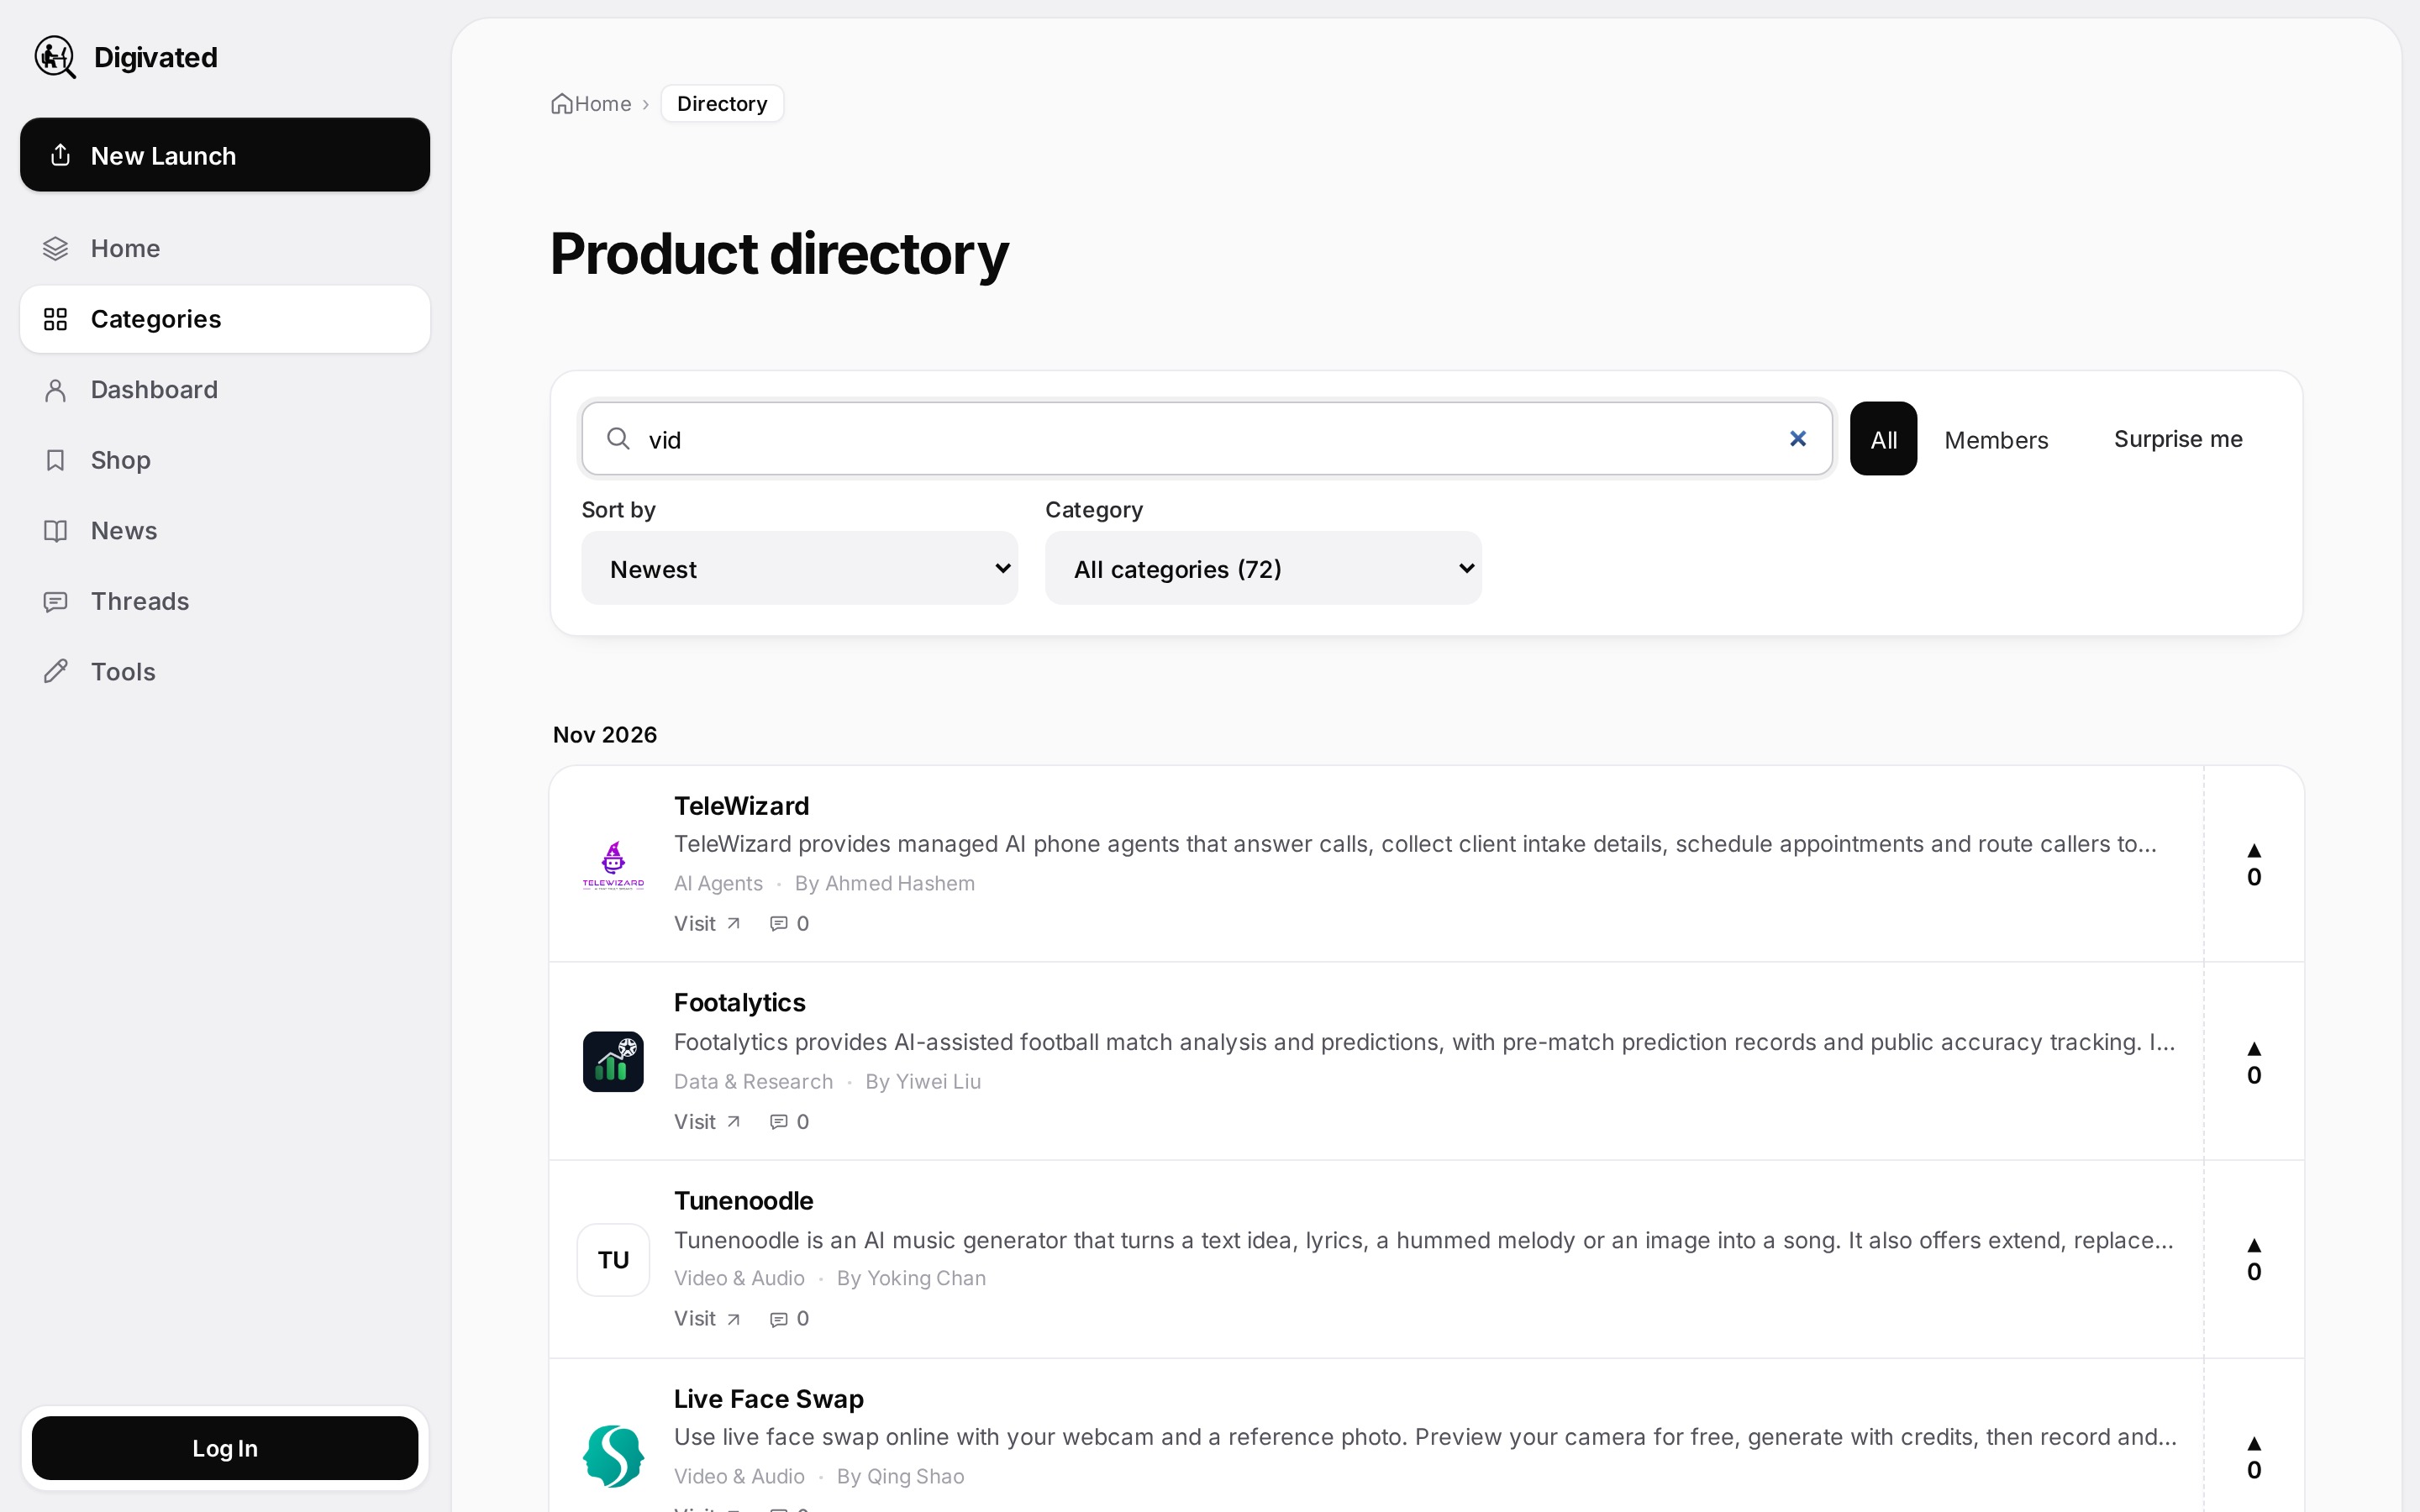 Digivated
New Launch
Home
Categories
Dashboard
Shop
News
Threads
Tools
Log In
Home › Directory
Product directory
vid
All
Members
Surprise me
Sort by
Category
Newest
All categories (72)
Nov 2026
TeleWizard
TeleWizard provides managed AI phone agents that answer calls, collect client intake details, schedule appointments and route callers to...
AI Agents · By Ahmed Hashem
Visit 0
▲
0
TELEWIZARD
Footalytics
Footalytics provides AI-assisted football match analysis and predictions, with pre-match prediction records and public accuracy tracking. I...
Data & Research · By Yiwei Liu
Visit 0
▲
0
TU
Tunenoodle
Tunenoodle is an AI music generator that turns a text idea, lyrics, a hummed melody or an image into a song. It also offers extend, replace...
Video & Audio · By Yoking Chan
Visit 0
▲
0
Live Face Swap
Use live face swap online with your webcam and a reference photo. Preview your camera for free, generate with credits, then record and...
Video & Audio · By Qing Shao
▲
0